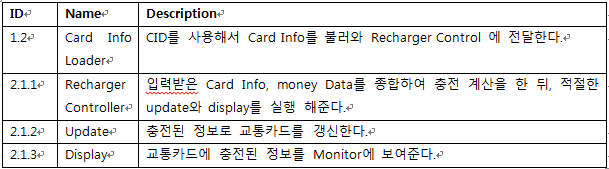 ID Name Description
1.2 Card Info CID를 사용해서 Card Info를 불러와 Recharger Control 에 전달한다.
Loader
2.1.1 Recharger 입력받은 Card Info, money Data를 종합하여 충전 계산을 한 뒤, 적절한
Controller update와 display를 실행 해준다.
2.1.2 Update 충전된 정보로 교통카드를 갱신한다.
2.1.3 Display 교통카드에 충전된 정보를 Monitor에 보여준다.